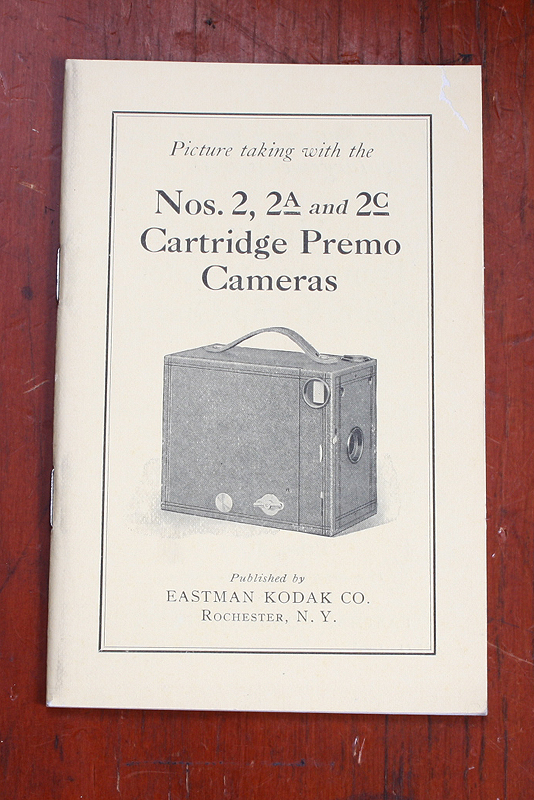 Picture taking with the
Nos. 2, 2A and 2C
Cartridge Premo
Cameras
Published by
EASTMAN KODAK CO.
ROCHESTER, N. Y.